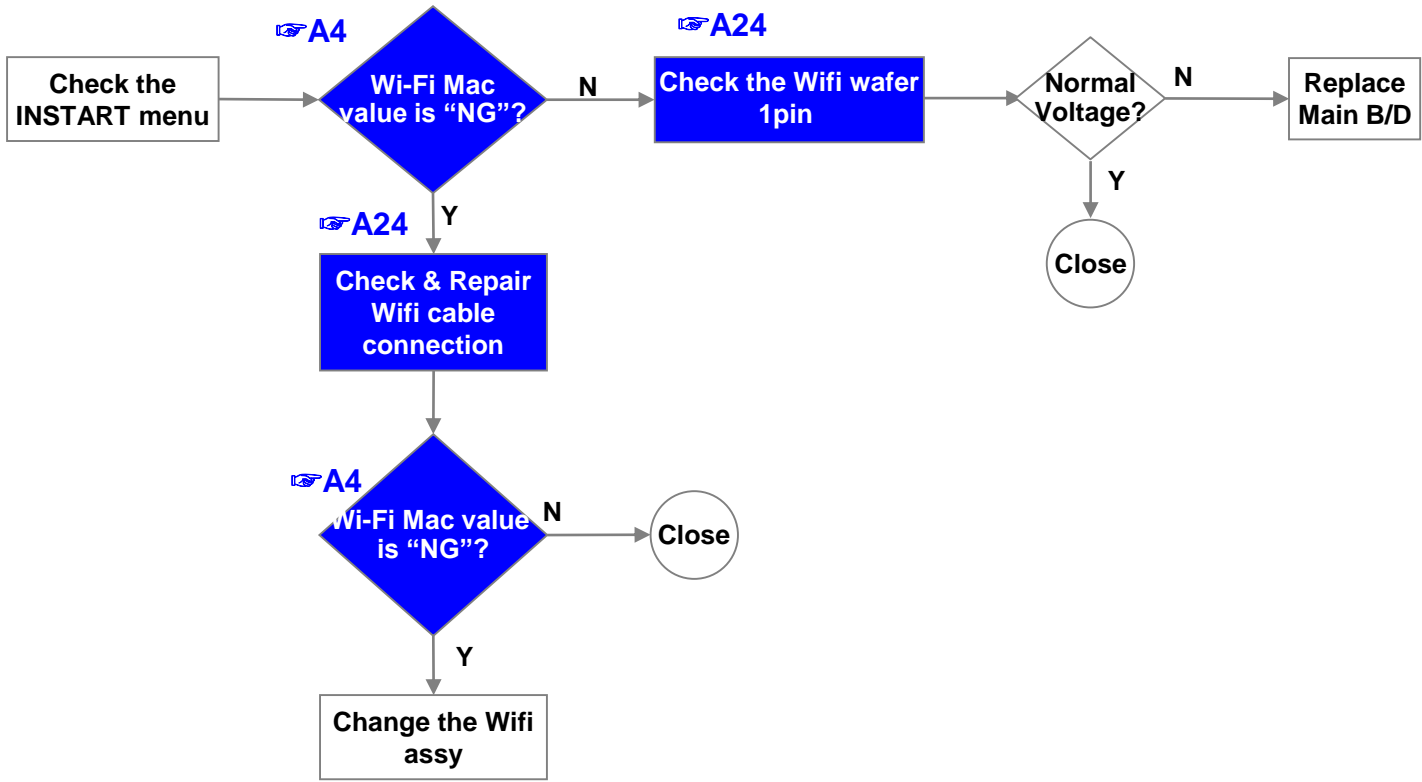 ☞A4
☞A24
Check the
INSTART menu
Wi-Fi Mac
value is “NG”?
N
Check the Wifi wafer
1pin
Normal
Voltage?
N
Replace
Main B/D
Y
Close
Y
☞A24
Check & Repair
Wifi cable
connection
☞A4
Wi-Fi Mac value
is “NG”?
N
Close
Y
Change the Wifi
assy